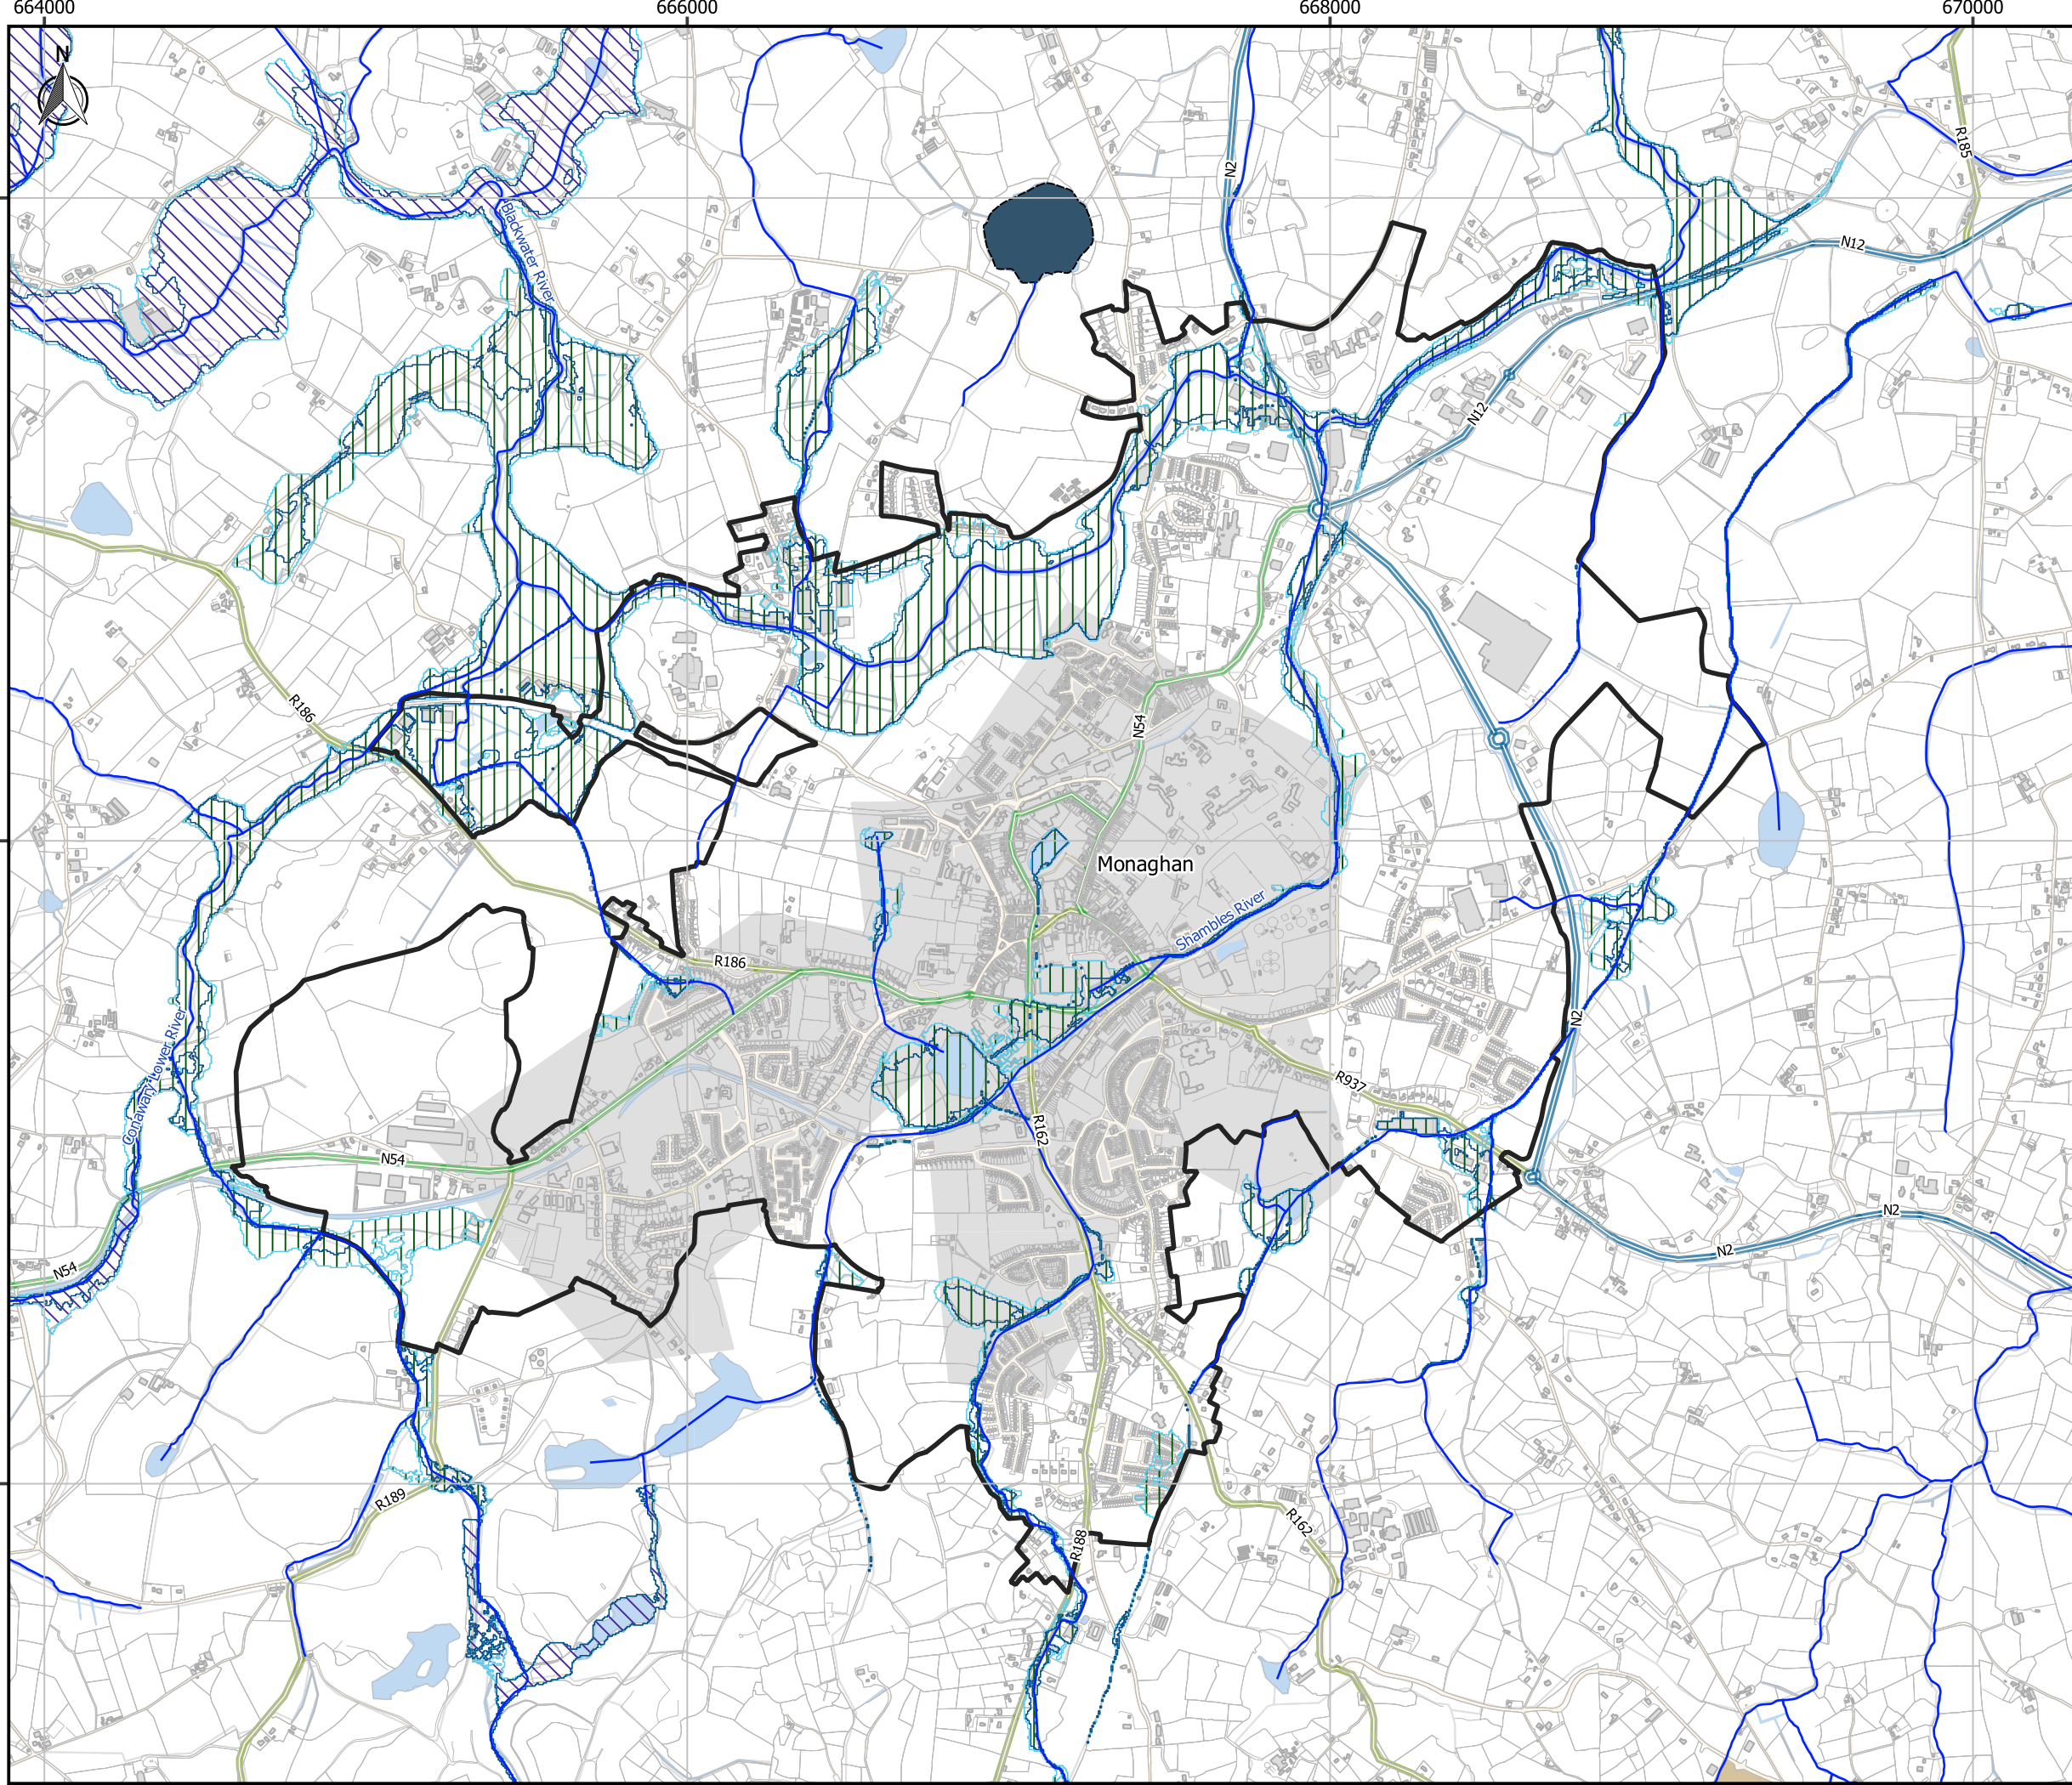 664000 666000 668000 670000
N
N2
R185
Blackwater River
N12
N12
R186
N54
Monaghan
Shambles River
R186
N2
Conawary Lower River
R937
R162
N54
N2
N2
N54
R189
R162
R188